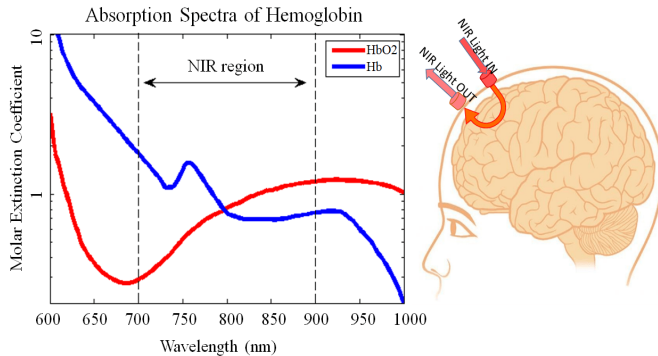 Absorption Spectra of Hemoglobin
10
1
Molar Extinction Coefficient
HbO2
Hb
NIR region
600 650 700 750 800 850 900 950 1000
Wavelength (nm)
NIR Light IN
NIR Light OUT